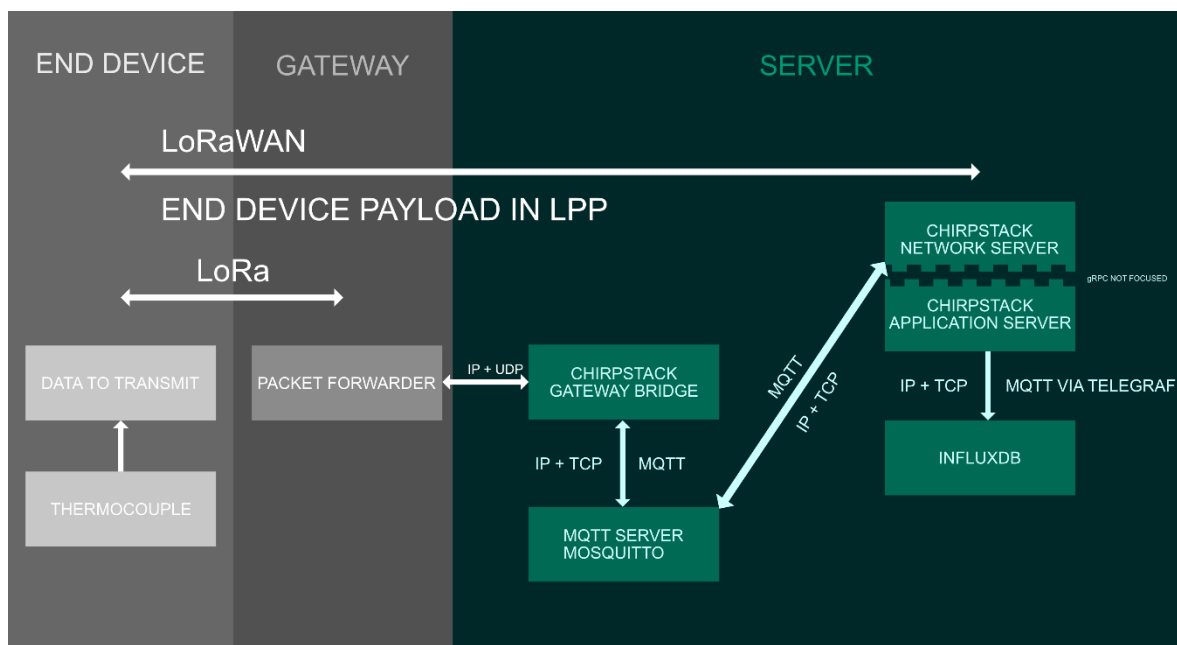 END DEVICE
GATEWAY
SERVER
LoRaWAN
END DEVICE PAYLOAD IN LPP
LoRa
CHIRPSTACK
NETWORK SERVER
gRPC NOT FOCUSED
CHIRPSTACK
APPLICATION SERVER
DATA TO TRANSMIT
PACKET FORWARDER
IP + UDP
CHIRPSTACK
GATEWAY BRIDGE
MQTT
IP + TCP
IP + TCP
MQTT VIA TELEGRAF
IP + TCP
MQTT
INFLUXDB
THERMOCOUPLE
MQTT SERVER
MOSQUITTO